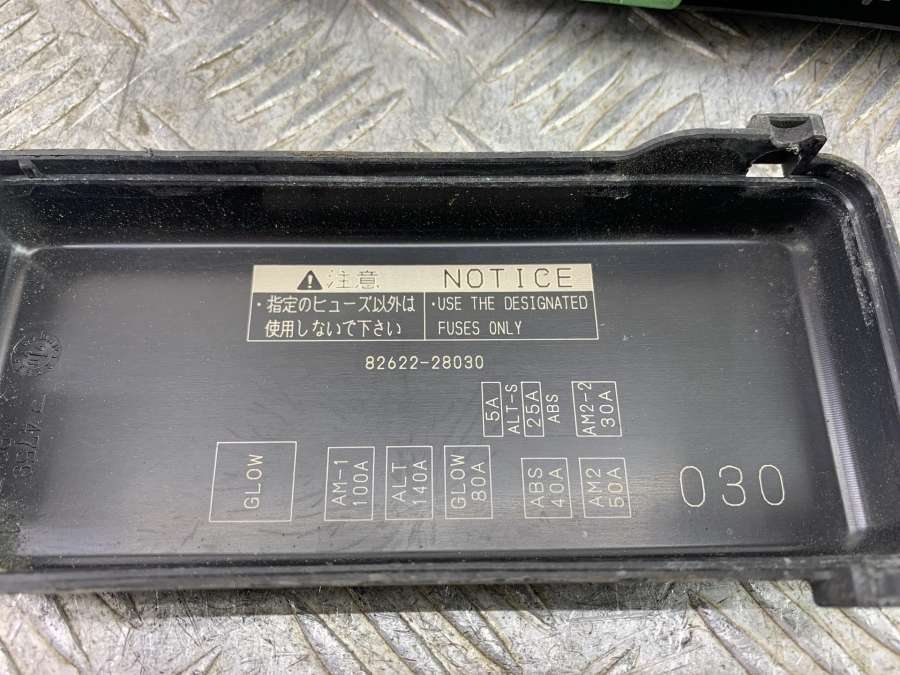 注意
NOTICE
・指定のヒューズ以外は
使用しないで下さい
・USE THE DESIGNATED
FUSES ONLY
82622-28030
5A
ALT-S
25A
ABS
AM2-2
30A
GLOW
AM-1
100A
ALT
140A
GLOW
80A
ABS
40A
AM2
50A
030